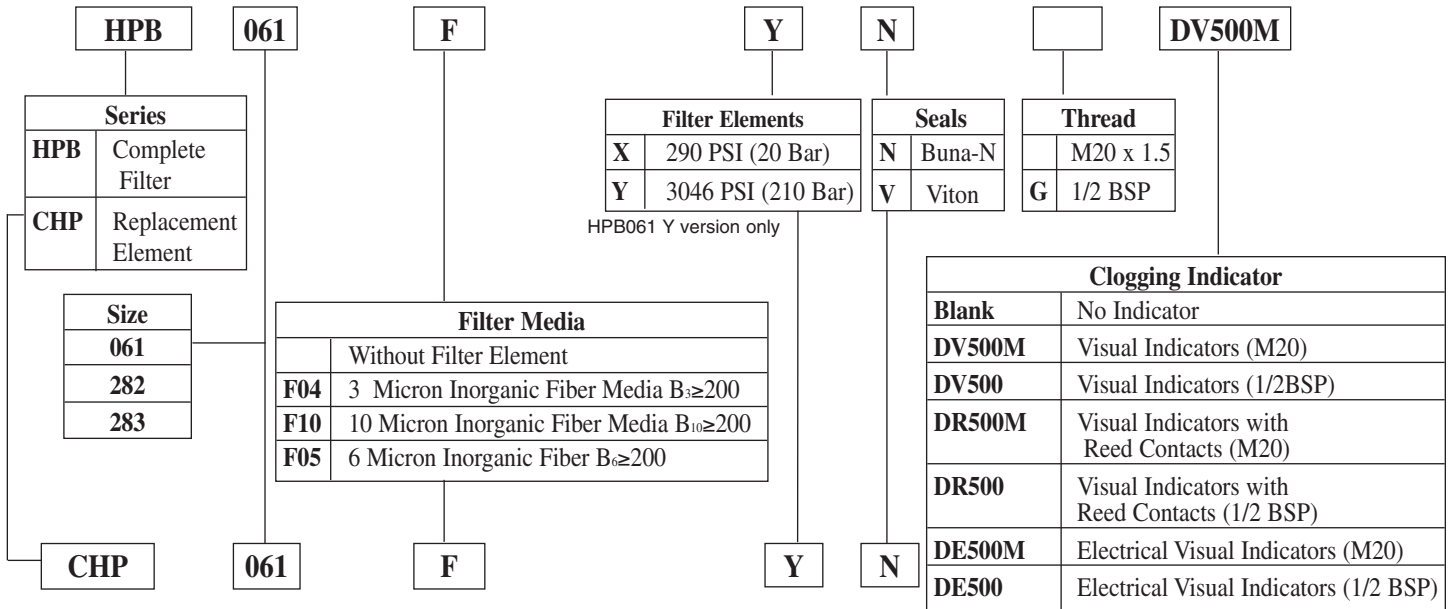 HPB 061 F Y N DV500M
Series
HPB Complete
Filter
CHP Replacement
Element
Size
061
282
283
Filter Media
Without Filter Element
F04 3 Micron Inorganic Fiber Media B3≥200
F10 10 Micron Inorganic Fiber Media B10≥200
F05 6 Micron Inorganic Fiber B6≥200
Filter Elements
X 290 PSI (20 Bar)
Y 3046 PSI (210 Bar)
HPB061 Y version only
Seals
N Buna-N
V Viton
Thread
M20 x 1.5
G 1/2 BSP
Clogging Indicator
Blank No Indicator
DV500M Visual Indicators (M20)
DV500 Visual Indicators (1/2BSP)
DR500M Visual Indicators with
Reed Contacts (M20)
DR500 Visual Indicators with
Reed Contacts (1/2 BSP)
DE500M Electrical Visual Indicators (M20)
DE500 Electrical Visual Indicators (1/2 BSP)
CHP 061 F Y N